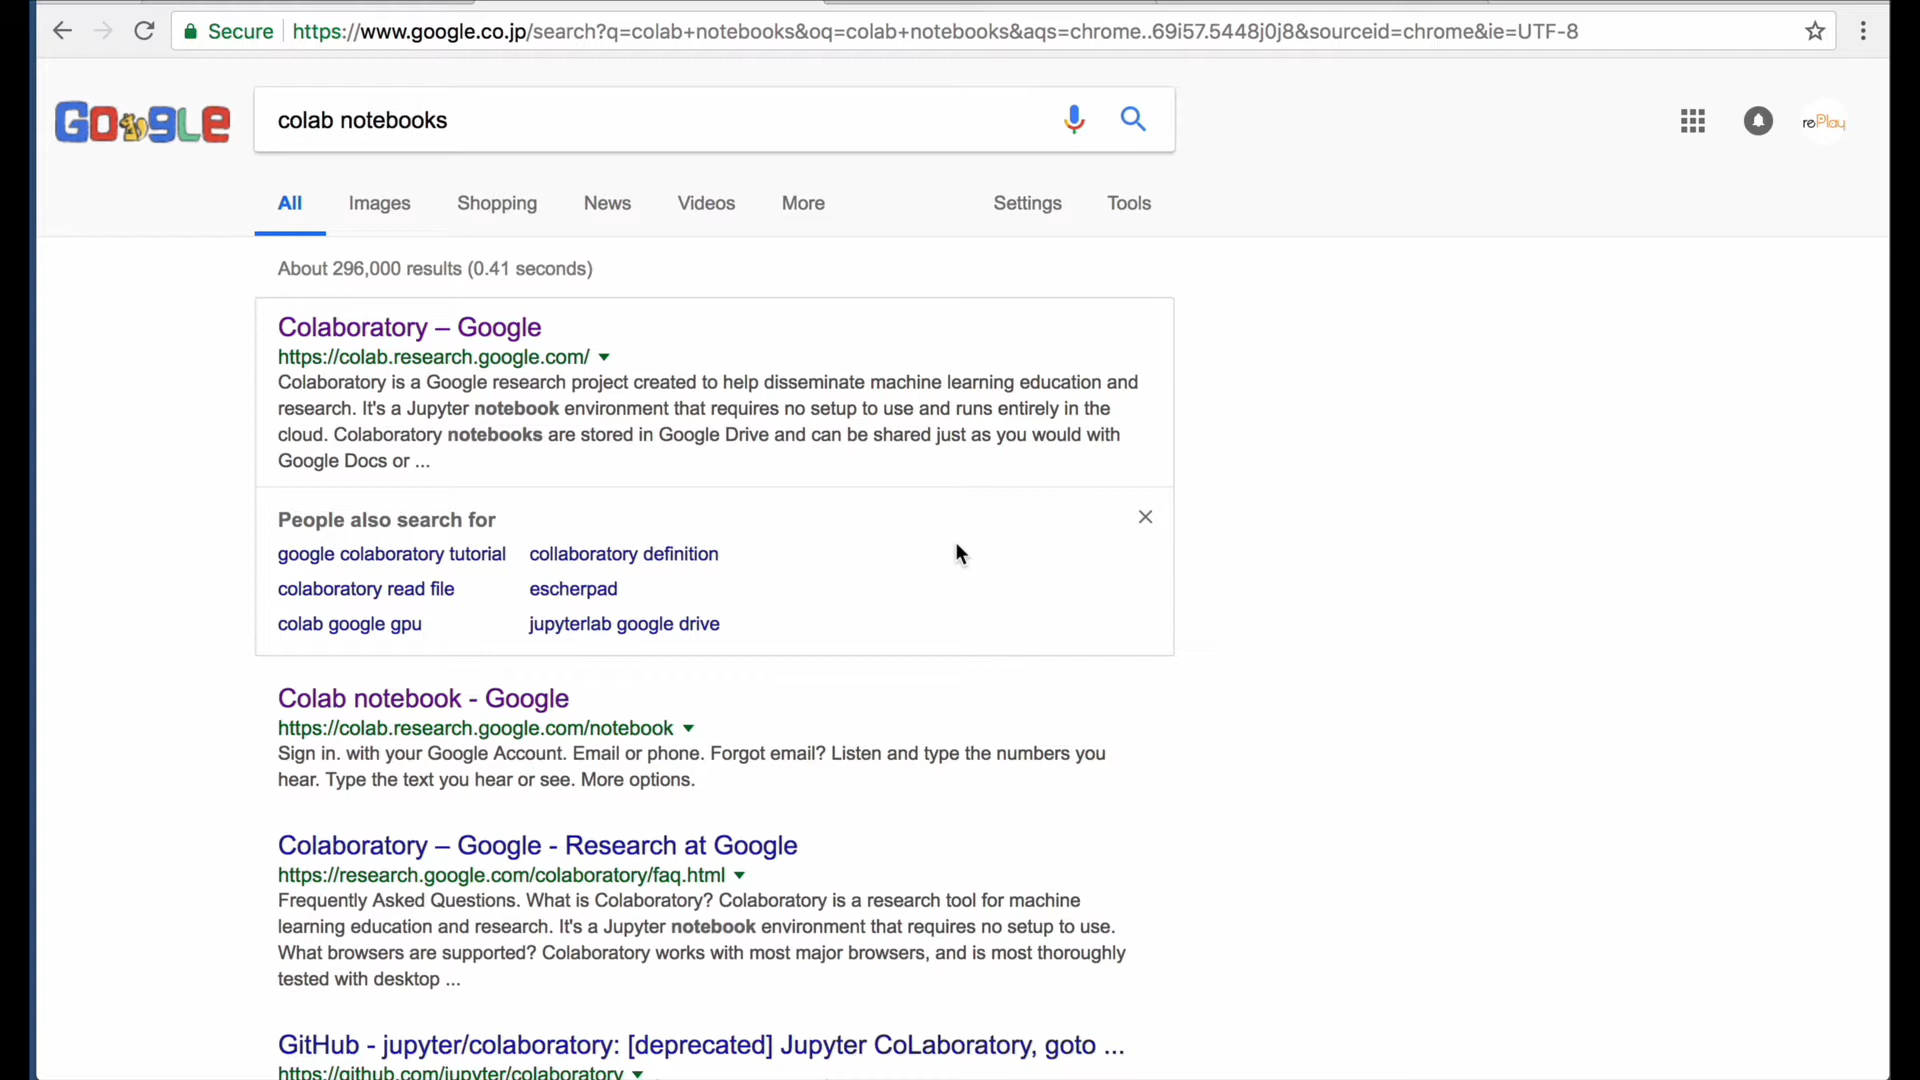 Secure https://www.google.co.jp/search?q=colab+notebooks&oq=colab+notebooks&aqs=chrome..69i57.5448j0j8&sourceid=chrome&ie=UTF-8
Google colab notebooks rePlay
All Images Shopping News Videos More Settings Tools
About 296,000 results (0.41 seconds)
Colaboratory – Google
https://colab.research.google.com/
Colaboratory is a Google research project created to help disseminate machine learning education and
research. It's a Jupyter notebook environment that requires no setup to use and runs entirely in the
cloud. Colaboratory notebooks are stored in Google Drive and can be shared just as you would with
Google Docs or ...
People also search for
google colaboratory tutorial collaboratory definition
colaboratory read file escherpad
colab google gpu jupyterlab google drive
Colab notebook - Google
https://colab.research.google.com/notebook
Sign in. with your Google Account. Email or phone. Forgot email? Listen and type the numbers you
hear. Type the text you hear or see. More options.
Colaboratory – Google - Research at Google
https://research.google.com/colaboratory/faq.html
Frequently Asked Questions. What is Colaboratory? Colaboratory is a research tool for machine
learning education and research. It's a Jupyter notebook environment that requires no setup to use.
What browsers are supported? Colaboratory works with most major browsers, and is most thoroughly
tested with desktop ...
GitHub - jupyter/colaboratory: [deprecated] Jupyter CoLaboratory, goto ...
https://github.com/jupyter/colaboratory